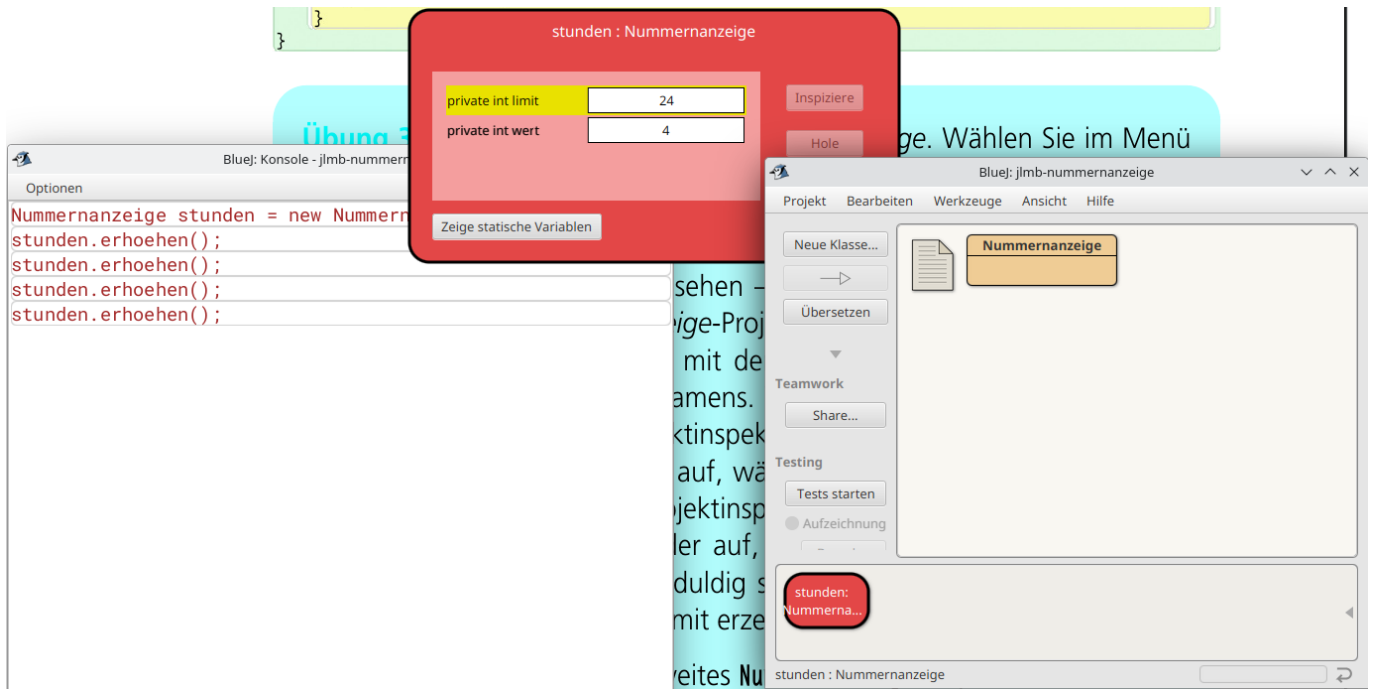 }
}
stunden : Nummernanzeige
private int limit 24
private int wert 4
Inspiziere
Hole
Zeige statische Variablen
Übung 3
ge. Wählen Sie im Menü
BlueJ: Konsole - jlmb-nummern
Optionen
Nummernanzeige stunden = new Nummern
stunden.erhoehen();
stunden.erhoehen();
stunden.erhoehen();
stunden.erhoehen();
sehen –
ige-Proj
mit de
amens.
ktinspek
auf, wä
jektinsp
der auf,
duldig s
mit erze
eites Nu
BlueJ: jlmb-nummernanzeige
Projekt Bearbeiten Werkzeuge Ansicht Hilfe
Neue Klasse...
Übersetzen
Teamwork
Share...
Testing
Tests starten
Aufzeichnung
Nummernanzeige
stunden:
Nummerna...
stunden : Nummernanzeige